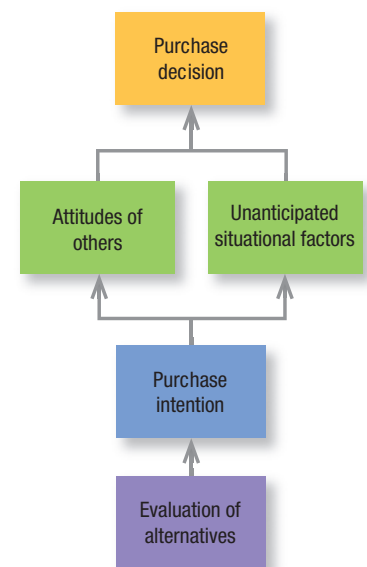 Purchase
decision
Attitudes of
others
Unanticipated
situational factors
Purchase
intention
Evaluation of
alternatives